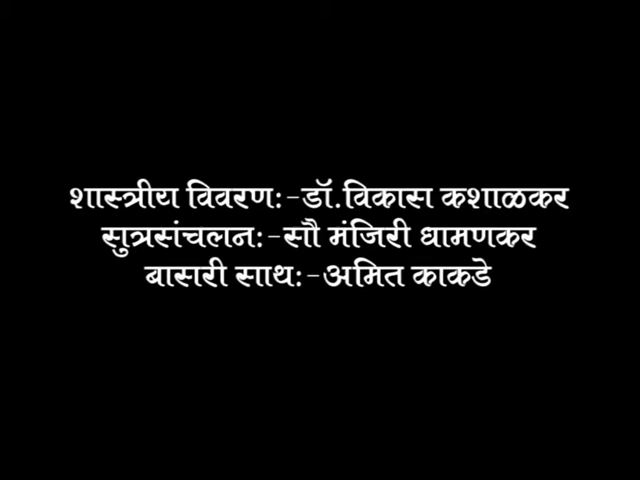 शास्त्रीय विवरण:-डॉ.विकास कशाळकर
सुत्रसंचलन:-सौ मंजिरी धामणकर
बासरी साथ:-अमित काकडे